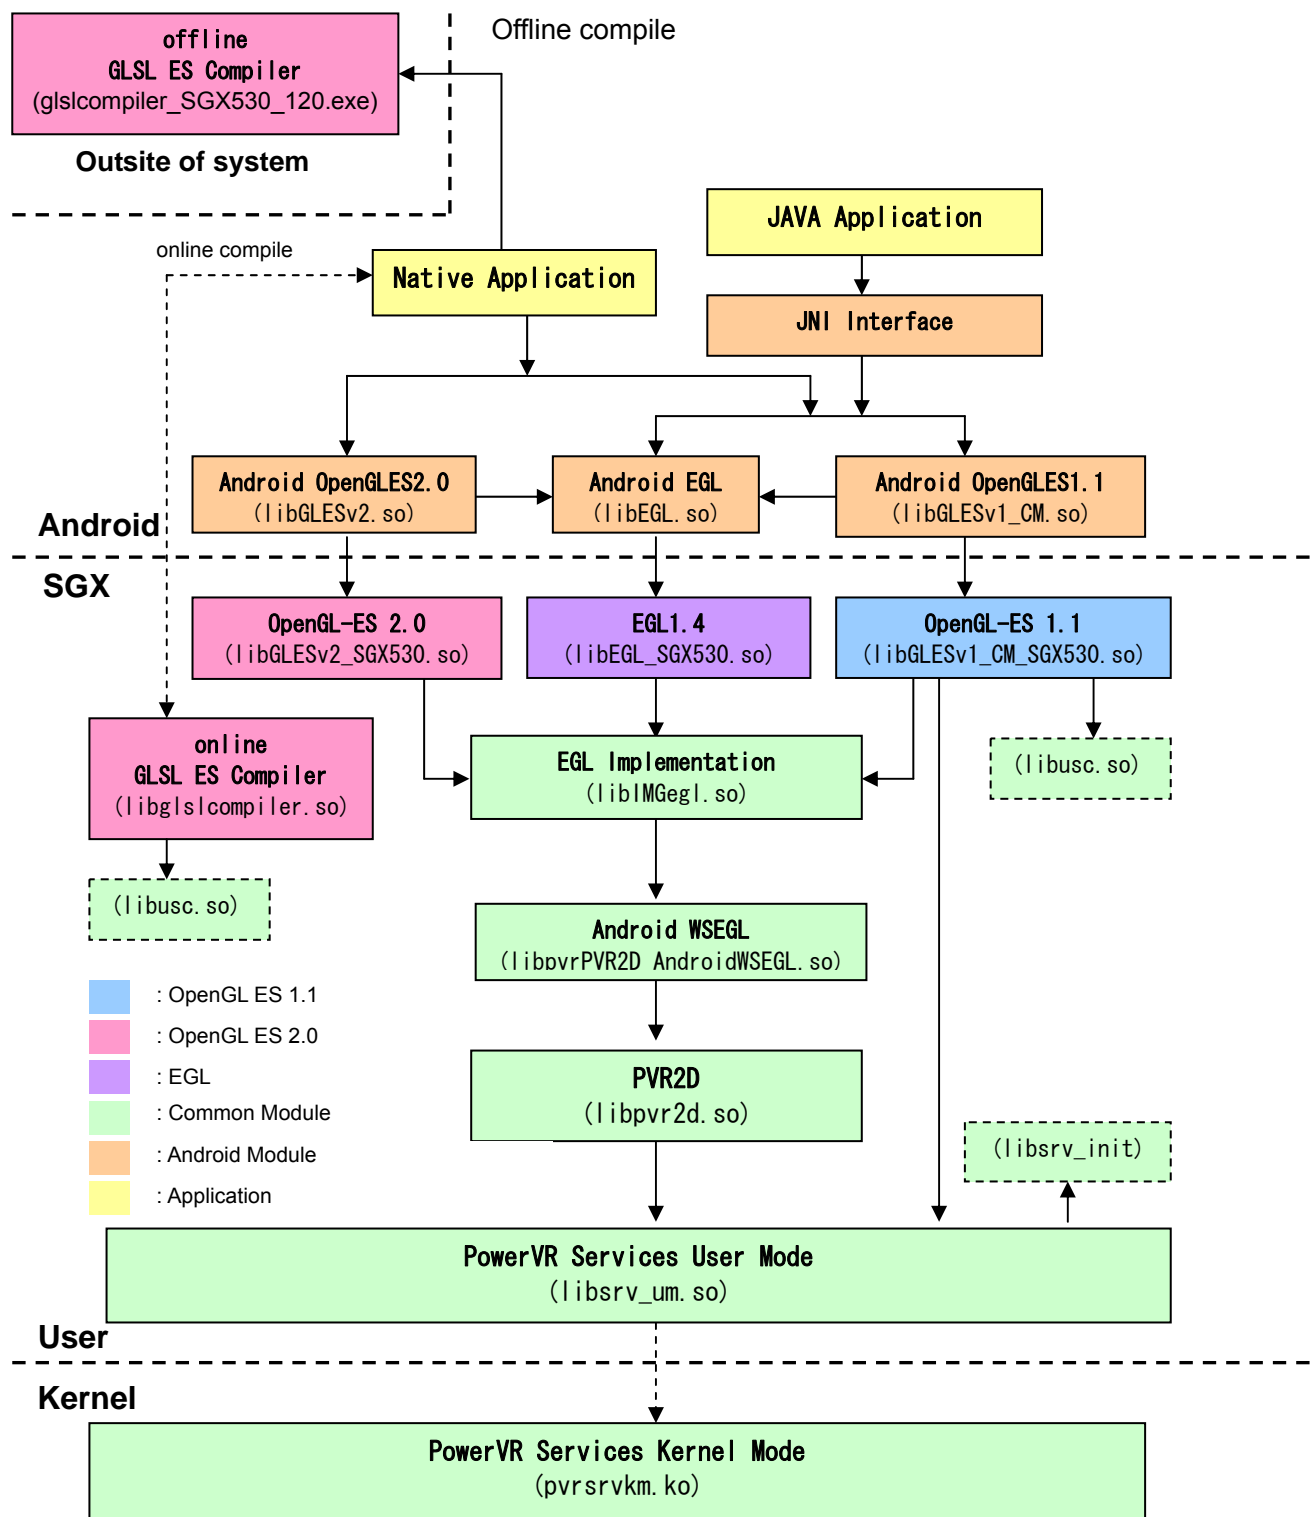 offline
GLSL ES Compiler
(glslcompiler_SGX530_120.exe)
Offline compile
Outsite of system
JAVA Application
online compile
Native Application
JNI Interface
Android OpenGLES2.0
(libGLESv2.so)
Android EGL
(libEGL.so)
Android OpenGLES1.1
(libGLESv1_CM.so)
Android
SGX
OpenGL-ES 2.0
(libGLESv2_SGX530.so)
EGL1.4
(libEGL_SGX530.so)
OpenGL-ES 1.1
(libGLESv1_CM_SGX530.so)
online
GLSL ES Compiler
(libglslcompiler.so)
EGL Implementation
(libIMGegl.so)
(libusc.so)
(libusc.so)
Android WSEGL
(libpvrPVR2D_AndroidWSEGL.so)
: OpenGL ES 1.1
: OpenGL ES 2.0
: EGL
: Common Module
: Android Module
: Application
PVR2D
(libpvr2d.so)
(libsrv_init)
PowerVR Services User Mode
(libsrv_um.so)
User
Kernel
PowerVR Services Kernel Mode
(pvrsrvkm.ko)